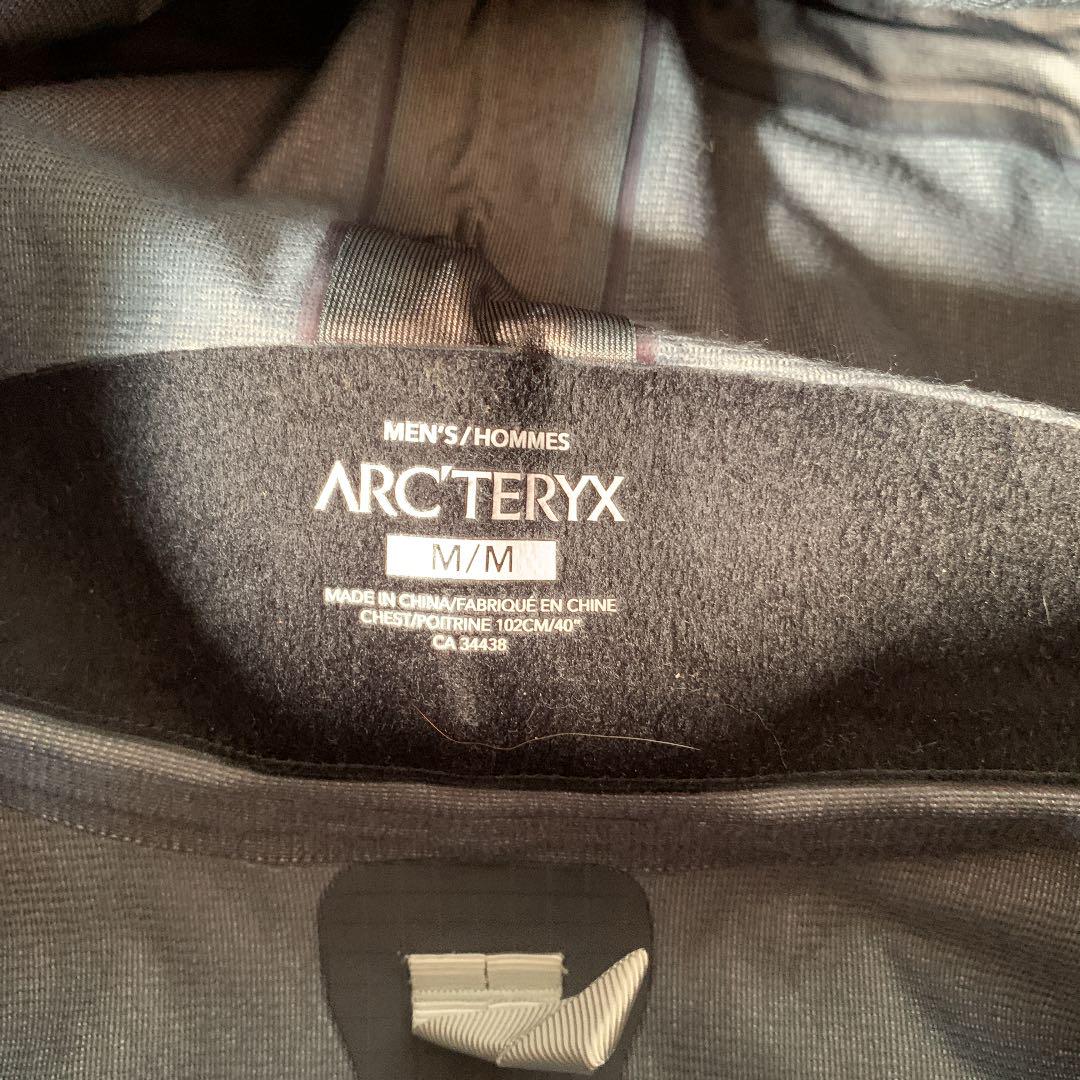 MEN'S/HOMMES
ARC'TERYX
M/M
MADE IN CHINA/FABRIQUÉ EN CHINE
CHEST/POITRINE 102CM/40"
CA 34438